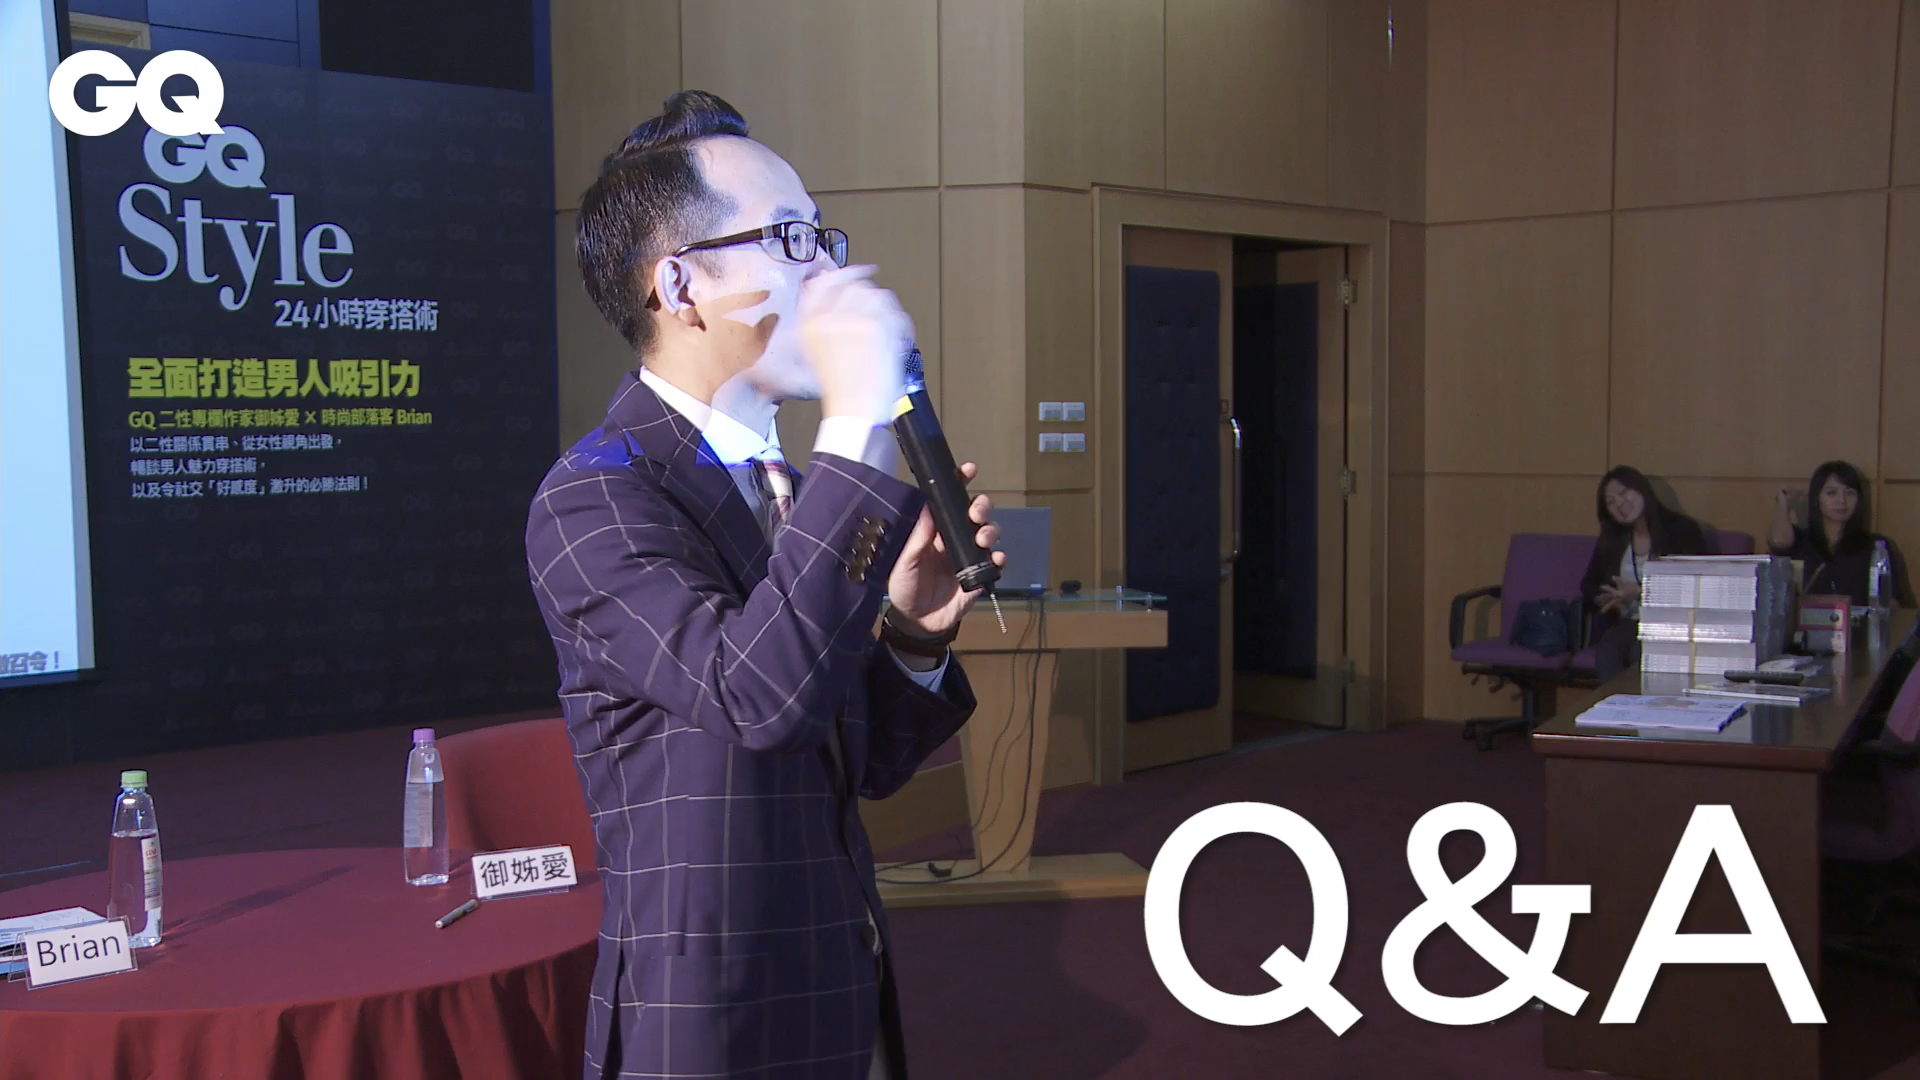 GQ
GQ
Style
24小時穿搭術
全面打造男人吸引力
GQ 二性專欄作家御姊愛 × 時尚部落客 Brian
以二性關係貫串、從女性視角出發，
暢談男人魅力穿搭術，
以及令社交「好感度」激升的必勝法則！
召令！
御姊愛
Brian
Q&A